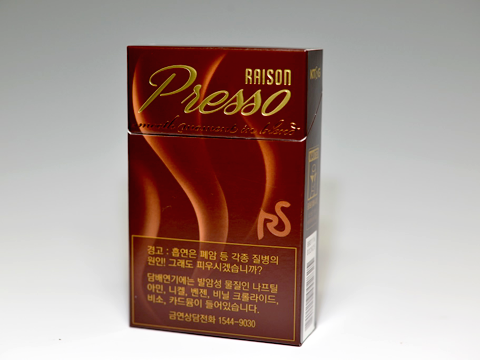 RAISON
Presso
RS
경고 : 흡연은 폐암 등 각종 질병의
원인! 그래도 피우시겠습니까?
담배연기에는 발암성 물질인 나프틸
아민, 니켈, 벤젠, 비닐 크롤라이드,
비소, 카드뮴이 들어있습니다.
금연상담전화 1544-9030